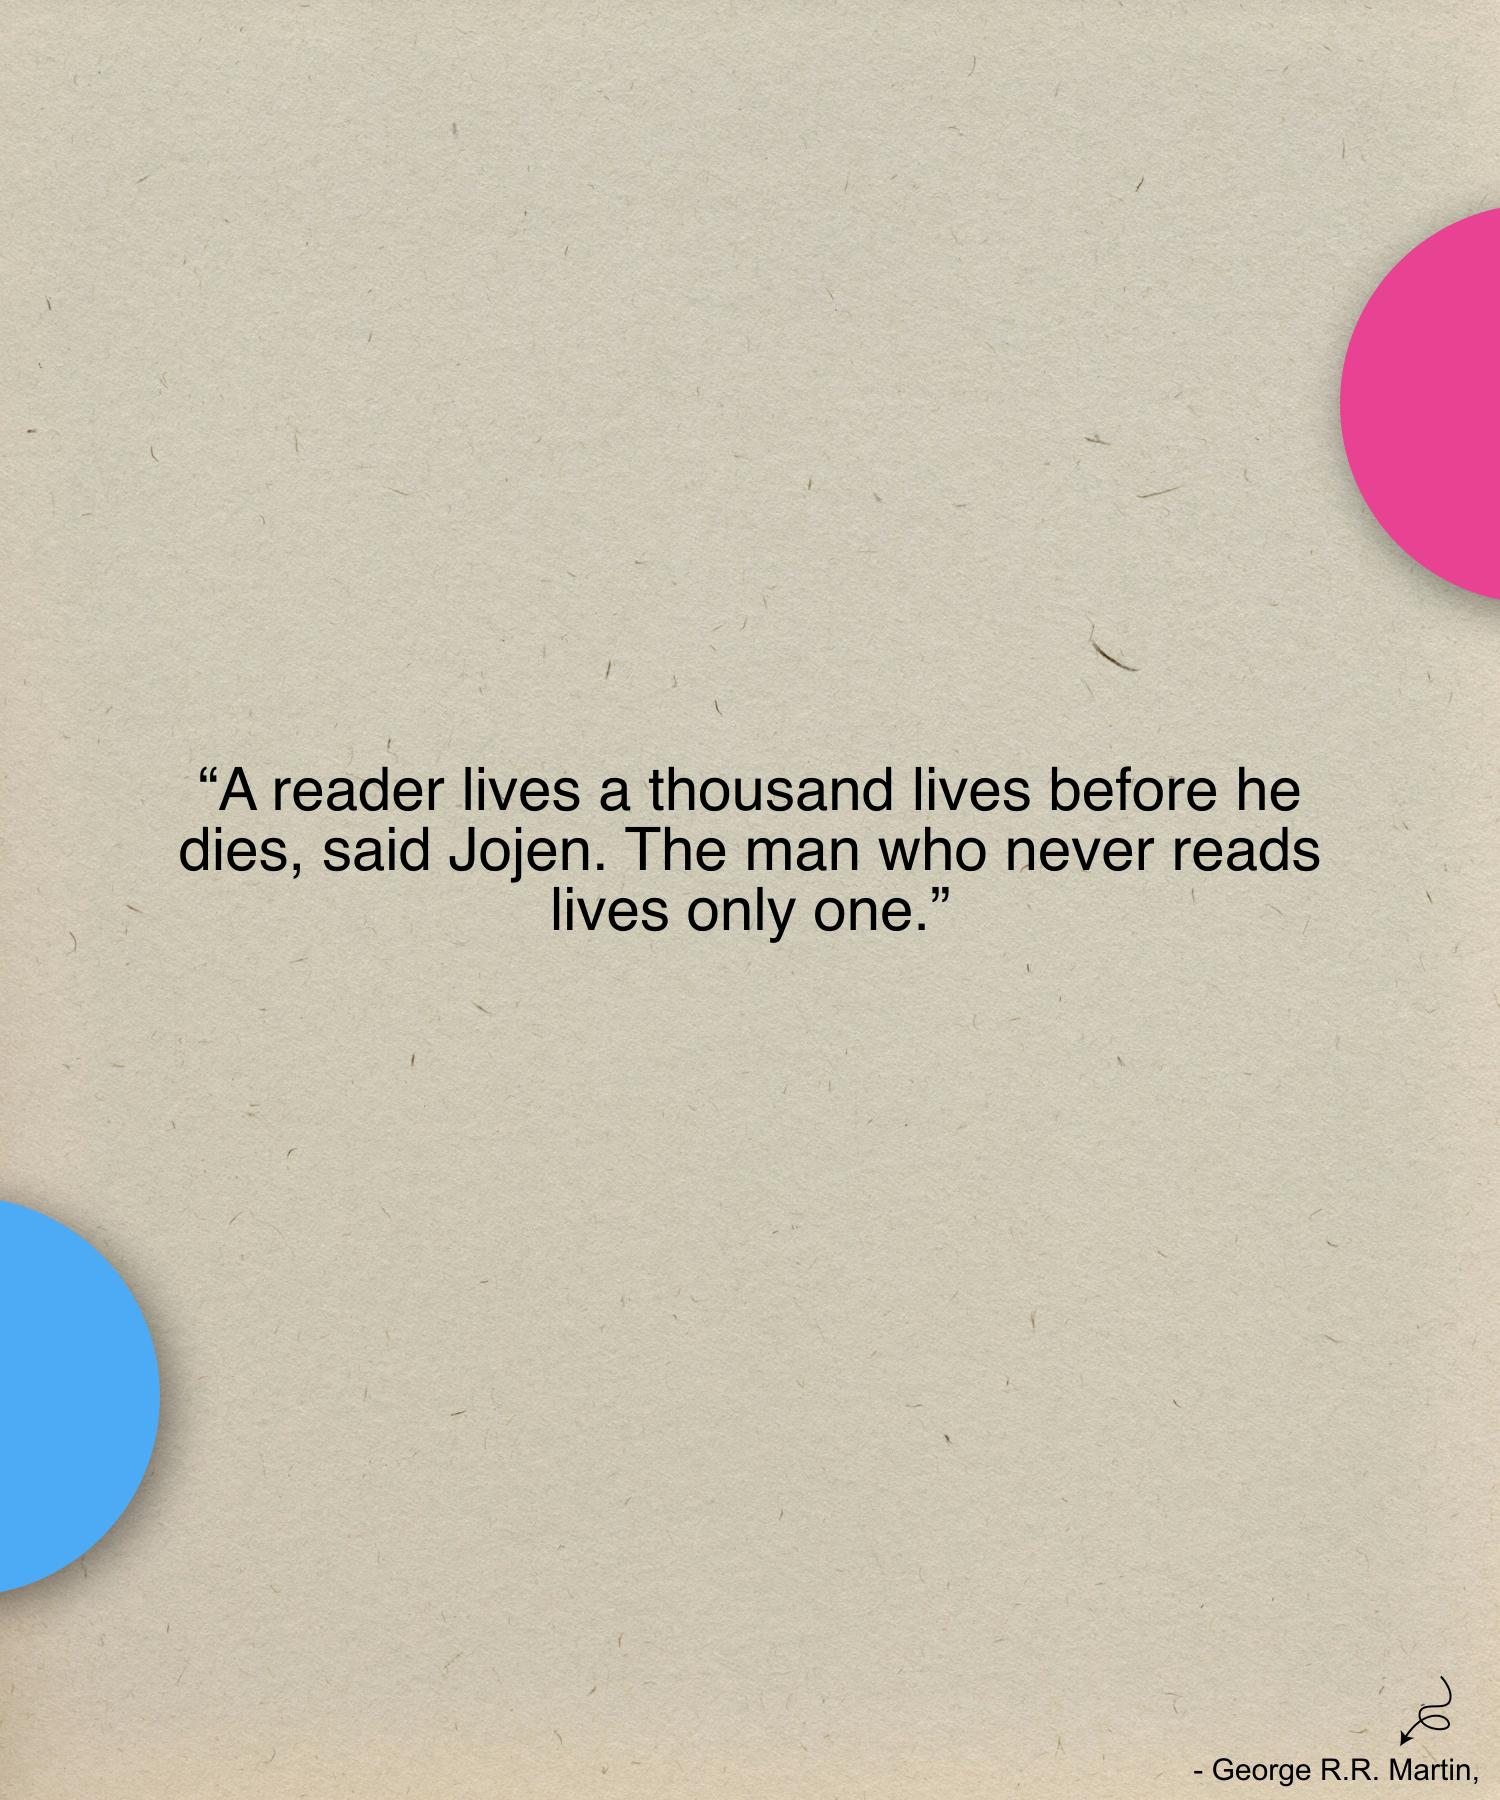 “A reader lives a thousand lives before he
dies, said Jojen. The man who never reads
lives only one.”
- George R.R. Martin,